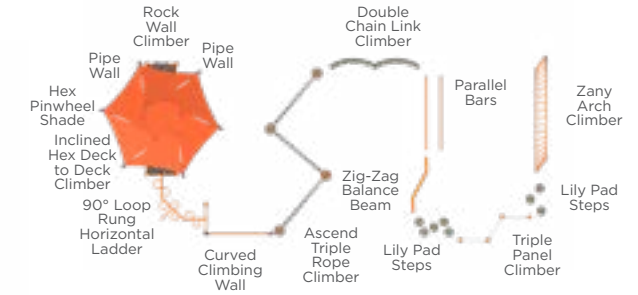 Rock
Wall
Climber
Pipe
Wall
Pipe
Wall
Hex
Pinwheel
Shade
Inclined
Hex Deck
to Deck
Climber
90° Loop
Rung
Horizontal
Ladder
Curved
Climbing
Wall
Ascend
Triple
Rope
Climber
Double
Chain Link
Climber
Zig-Zag
Balance
Beam
Parallel
Bars
Lily Pad
Steps
Triple
Panel
Climber
Zany
Arch
Climber
Lily Pad
Steps